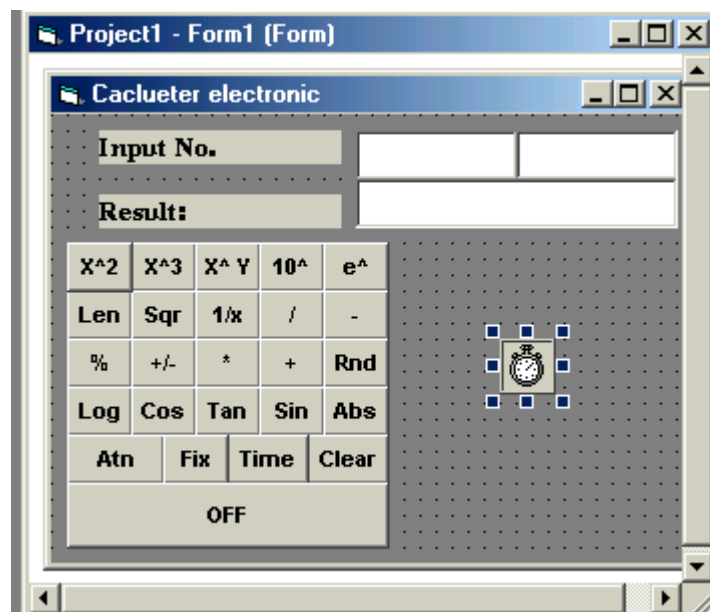 Project1 - Form1 (Form)
Caclueter electronic
Input No.
Result:
X^2 X^3 X^ Y 10^ e^
Len Sqr 1/x / -
% +/- * + Rnd
Log Cos Tan Sin Abs
Atn Fix Time Clear
OFF